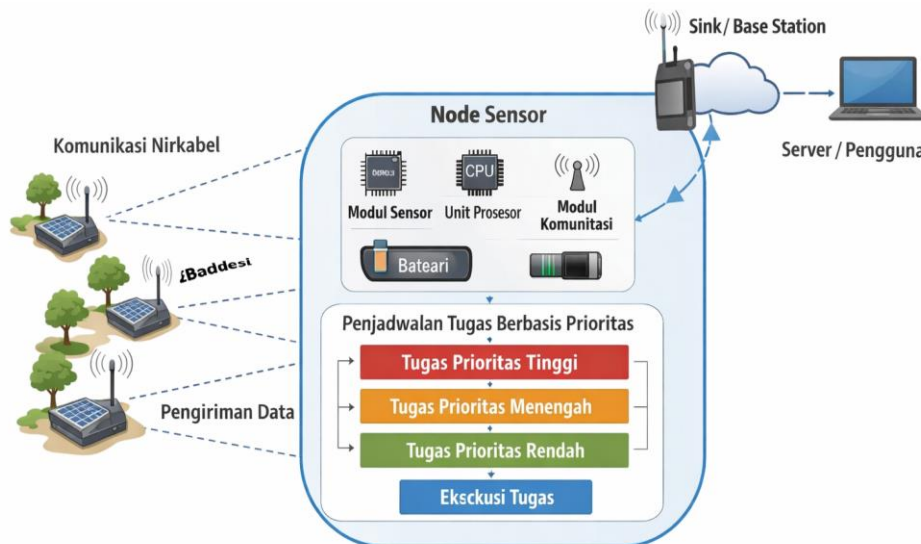 Sink / Base Station
Node Sensor
Komunikasi Nirkabel
Server / Pengguna
CPU
Modul Sensor
Unit Prosesor
Modul
Komunitasi
Bateari
¿Baddesi
Penjadwalan Tugas Berbasis Prioritas
Tugas Prioritas Tinggi
Tugas Prioritas Menengah
Pengiriman Data
Tugas Prioritas Rendah
Eksckusi Tugas